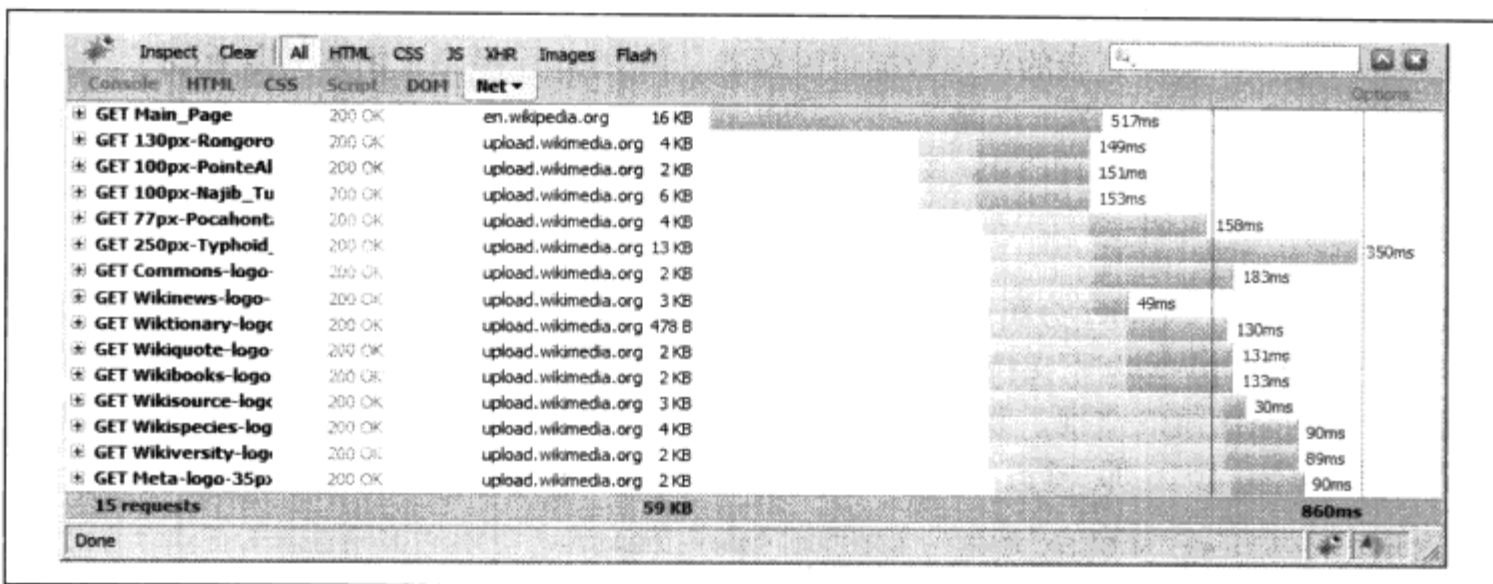 Inspect Clear All HTML CSS JS XHR Images Flash
Console HTML CSS Script DOM Net Options
GET Main_Page 200 OK en.wikipedia.org 16 KB 517ms
GET 130px-Rongoro 200 OK upload.wikimedia.org 4 KB 149ms
GET 100px-PointeAl 200 OK upload.wikimedia.org 2 KB 151ms
GET 100px-Najib_Tu 200 OK upload.wikimedia.org 6 KB 153ms
GET 77px-Pocahont 200 OK upload.wikimedia.org 4 KB 158ms
GET 250px-Typhoid_ 200 OK upload.wikimedia.org 13 KB 350ms
GET Commons-logo- 200 OK upload.wikimedia.org 2 KB 183ms
GET Wikinews-logo- 200 OK upload.wikimedia.org 3 KB 49ms
GET Wiktionary-logo 200 OK upload.wikimedia.org 478 B 130ms
GET Wikiquote-logo 200 OK upload.wikimedia.org 2 KB 131ms
GET Wikibooks-logo 200 OK upload.wikimedia.org 2 KB 133ms
GET Wikisource-logo 200 OK upload.wikimedia.org 3 KB 30ms
GET Wikispecies-log 200 OK upload.wikimedia.org 4 KB 90ms
GET Wikiversity-logo 200 OK upload.wikimedia.org 2 KB 89ms
GET Meta-logo-35px 200 OK upload.wikimedia.org 2 KB 90ms
15 requests 59 KB 860ms
Done